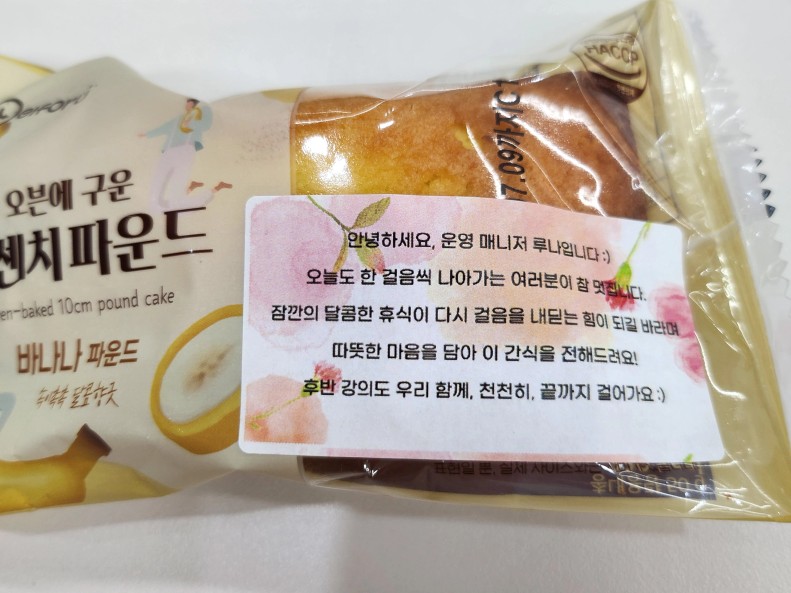 오븐에 구운
센치파운드
en-baked 10cm pound cake
바나나 파운드
HACCP
7.09까지
안녕하세요, 운영 매니저 루나입니다 :)
오늘도 한 걸음씩 나아가는 여러분이 참 멋집니다.
잠깐의 달콤한 휴식이 다시 걸음을 내딛는 힘이 되길 바라며
따뜻한 마음을 담아 이 간식을 전해드려요!
후반 강의도 우리 함께, 천천히, 끝까지 걸어가요 :)